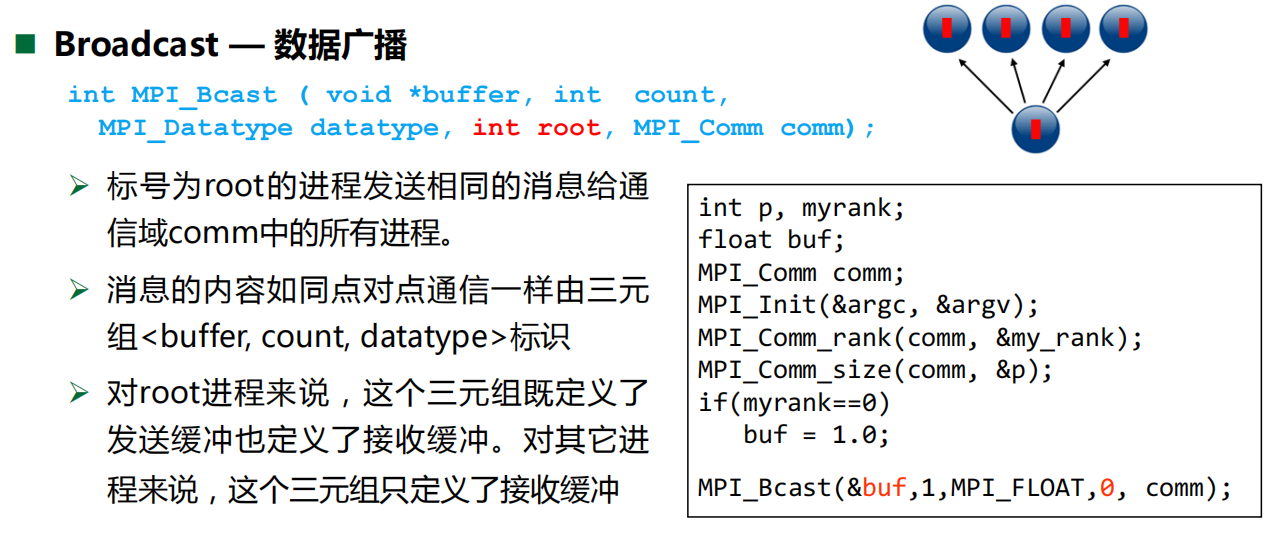 Broadcast — 数据广播
int MPI_Bcast ( void *buffer, int count,
MPI_Datatype datatype, int root, MPI_Comm comm);
标号为root的进程发送相同的消息给通
信域comm中的所有进程。
消息的内容如同点对点通信一样由三元
组<buffer, count, datatype>标识
对root进程来说，这个三元组既定义了
发送缓冲也定义了接收缓冲。对其它进
程来说，这个三元组只定义了接收缓冲
int p, myrank;
float buf;
MPI_Comm comm;
MPI_Init(&argc, &argv);
MPI_Comm_rank(comm, &my_rank);
MPI_Comm_size(comm, &p);
if(myrank==0)
buf = 1.0;
MPI_Bcast(&buf,1,MPI_FLOAT,0, comm);